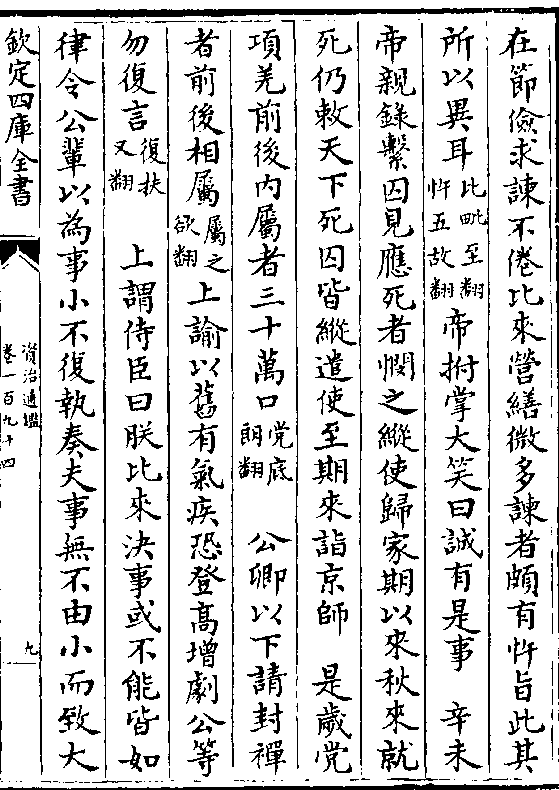 在節儉求諫不倦比來營繕微多諫者頗有忤旨此其
所以異耳比毗至翻忤五故翻帝拊掌大笑曰誠有是事　辛未
帝親錄繫囚見應死者憫之縱使歸家期以來秋來就
死仍敕天下死囚皆縱遣使至期來詣京師　是歲党
項羌前後內屬者三十萬口党底朗翻　公卿以下請封禪
者前後相屬屬之欲翻上諭以舊有氣疾恐登高增劇公等
勿復言復扶又翻　上謂侍臣曰朕比來決事或不能皆如
律令公輩以為事小不復執奏夫事無不由小而致大
欽定四庫全書
資治通鑑
卷一百九十四
九